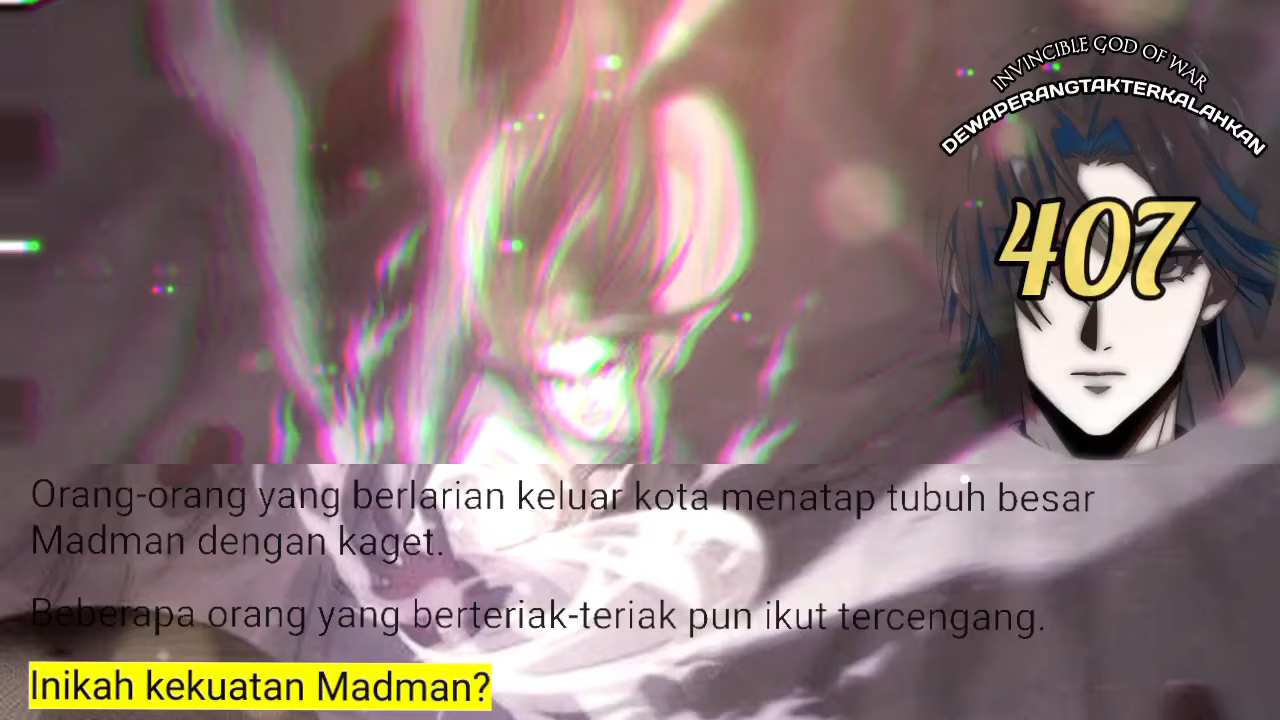 INVINCIBLE GOD OF WAR
DEWAPERANGTAKTERKALAHKAN
407
Orang-orang yang berlarian keluar kota menatap tubuh besar
Madman dengan kaget.
Beberapa orang yang berteriak-teriak pun ikut tercengang.
Inikah kekuatan Madman?